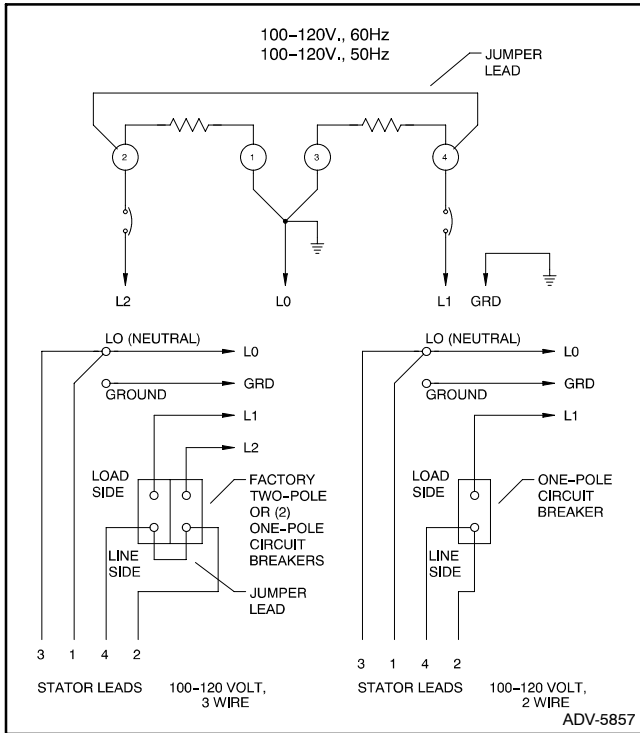 100–120V., 60Hz
100–120V., 50Hz
JUMPER
LEAD
2
1
3
4
L2
L0
L1
GRD
LO (NEUTRAL)
L0
GRD
GROUND
L1
L2
LOAD
SIDE
FACTORY
TWO–POLE
OR (2)
ONE–POLE
CIRCUIT
BREAKERS
LINE
SIDE
JUMPER
LEAD
3
1
4
2
STATOR LEADS
100–120 VOLT,
3 WIRE
LO (NEUTRAL)
L0
GRD
GROUND
L1
LOAD
SIDE
ONE–POLE
CIRCUIT
BREAKER
LINE
SIDE
3
1
4
2
STATOR LEADS
100–120 VOLT,
2 WIRE
ADV-5857